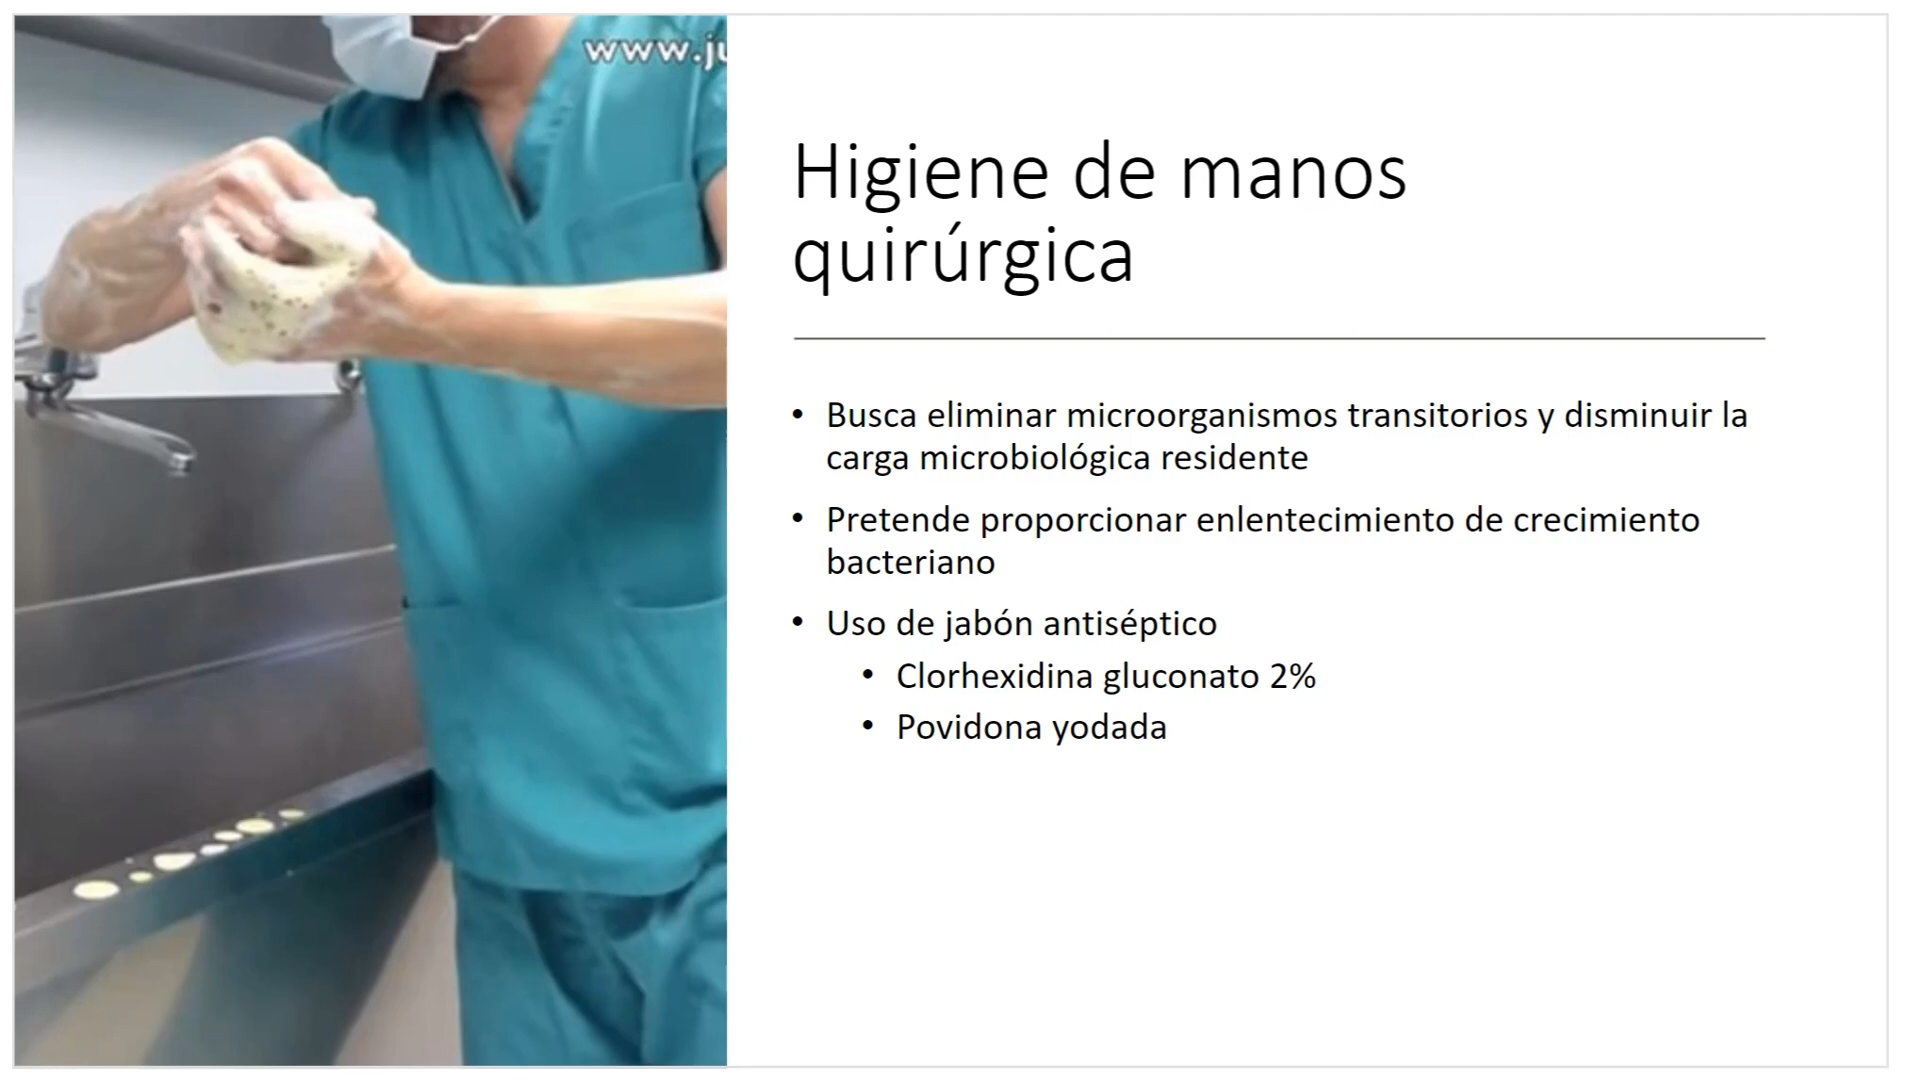 www.ju
Higiene de manos
quirúrgica
• Busca eliminar microorganismos transitorios y disminuir la
carga microbiológica residente
• Pretende proporcionar enlentecimiento de crecimiento
bacteriano
• Uso de jabón antiséptico
• Clorhexidina gluconato 2%
• Povidona yodada